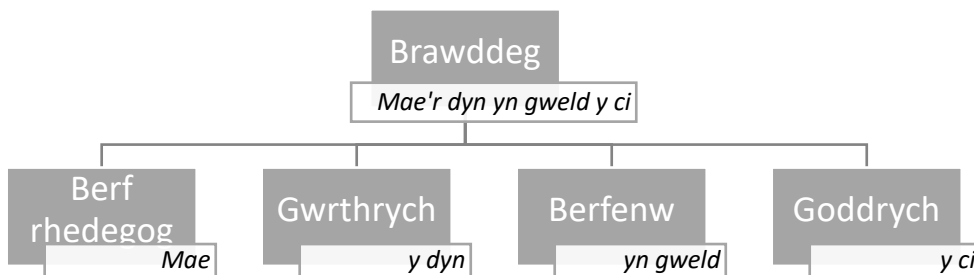 Brawddeg
Mae'r dyn yn gweld y ci
Berf
rhedegog
Mae
Gwrthrych
y dyn
Berfenw
yn gweld
Goddrych
y ci